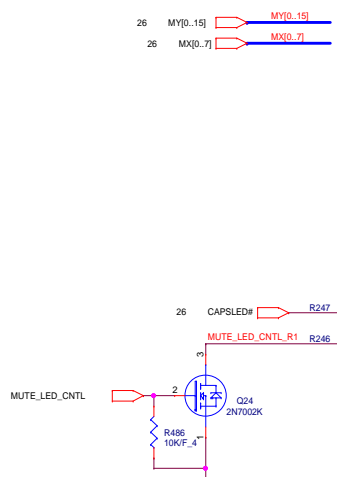 26 MY[0..15] MY[0..15]
26 MX[0..7] MX[0..7]
26 CAPSLED# R247
MUTE_LED_CNTL_R1 R246
3
MUTE_LED_CNTL 2 Q24
2N7002K
1
R486
10K/F_4